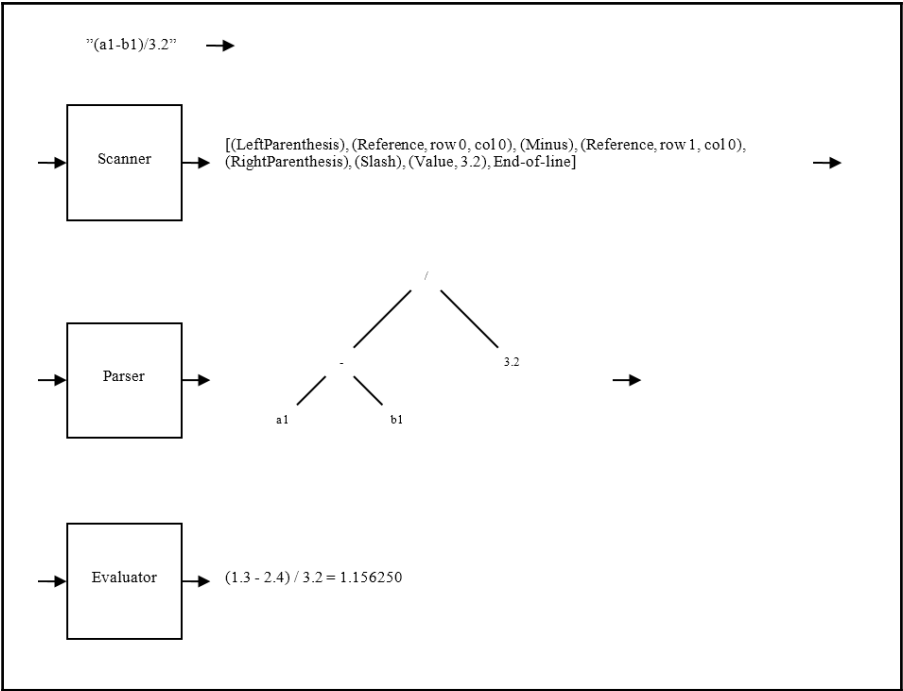 ”(a1-b1)/3.2”
Scanner
[(LeftParenthesis), (Reference, row 0, col 0), (Minus), (Reference, row 1, col 0),
(RightParenthesis), (Slash), (Value, 3.2), End-of-line]
/
Parser
-
3.2
a1
b1
Evaluator
(1.3 - 2.4) / 3.2 = 1.156250